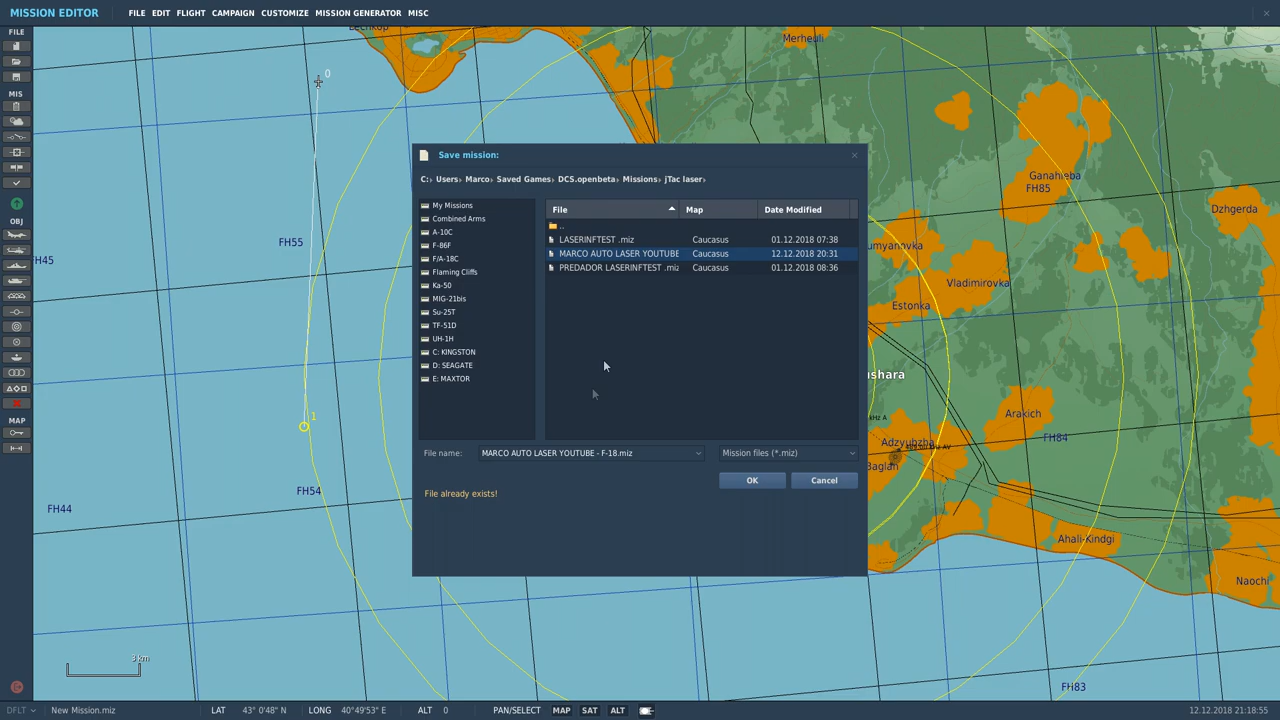 MISSION EDITOR
FILE EDIT FLIGHT CAMPAIGN CUSTOMIZE MISSION GENERATOR MISC
FILE
MIS
OBJ
MAP
Merheuli
0
FH55
FH45
1
FH54
FH44
3 km
Ganahleba
FH85
Dzhgerda
Vladimirovka
Estonka
Arakich
FH84
Adzyubzha
Baglan
Ahali-Kindgi
Naochi
FH83
Save mission:
C:› Users› Marco› Saved Games› DCS.openbeta› Missions› jTac laser›
My Missions
Combined Arms
A-10C
F-86F
F/A-18C
Flaming Cliffs
Ka-50
MIG-21bis
Su-25T
TF-51D
UH-1H
C: KINGSTON
D: SEAGATE
E: MAXTOR
File Map Date Modified
..
LASERINFTEST .miz Caucasus 01.12.2018 07:38
MARCO AUTO LASER YOUTUBE Caucasus 12.12.2018 20:31
PREDADOR LASERINFTEST .miz Caucasus 01.12.2018 08:36
File name: MARCO AUTO LASER YOUTUBE - F-18.miz Mission files (*.miz)
OK Cancel
File already exists!
DFLT New Mission.miz LAT 43° 0'48" N LONG 40°49'53" E ALT 0 PAN/SELECT MAP SAT ALT 12.12.2018 21:18:55